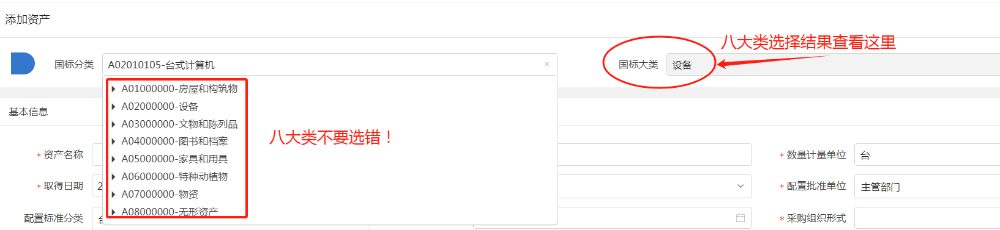 添加资产
八大类选择结果查看这里
国标分类
A02010105-台式计算机
×
国标大类
设备
A01000000-房屋和构筑物
A02000000-设备
A03000000-文物和陈列品
A04000000-图书和档案
A05000000-家具和用具
A06000000-特种动植物
A07000000-物资
A08000000-无形资产
八大类不要选错！
基本信息
*资产名称
*数量计量单位
台
*取得日期
2
*配置批准单位
主管部门
配置标准分类
*采购组织形式